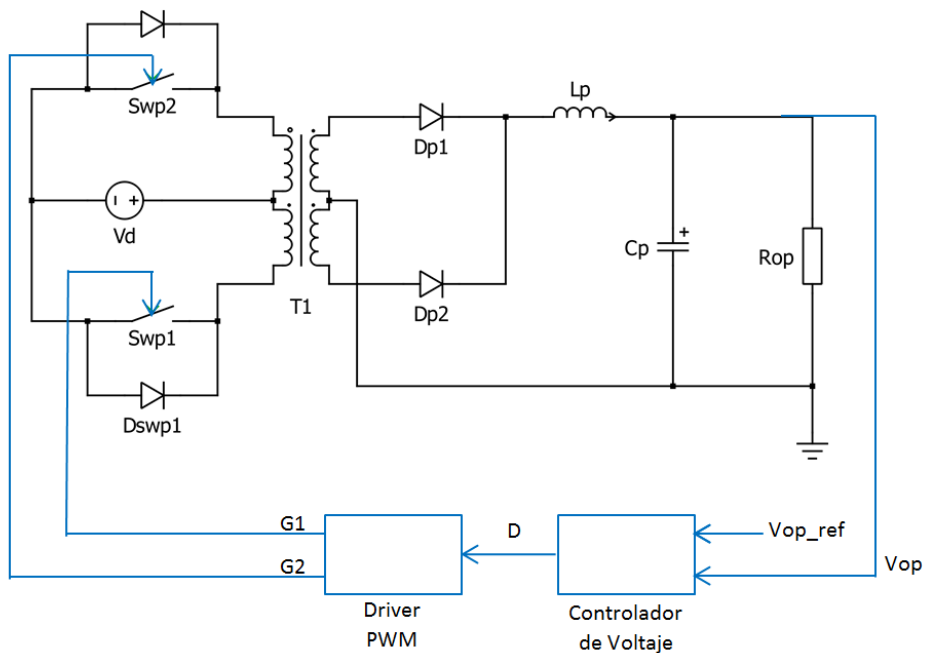 Swp2
Lp
Dp1
Vd
Cp
Rop
T1
Dp2
Swp1
Dswp1
G1
D
Vop_ref
G2
Vop
Driver
PWM
Controlador
de Voltaje